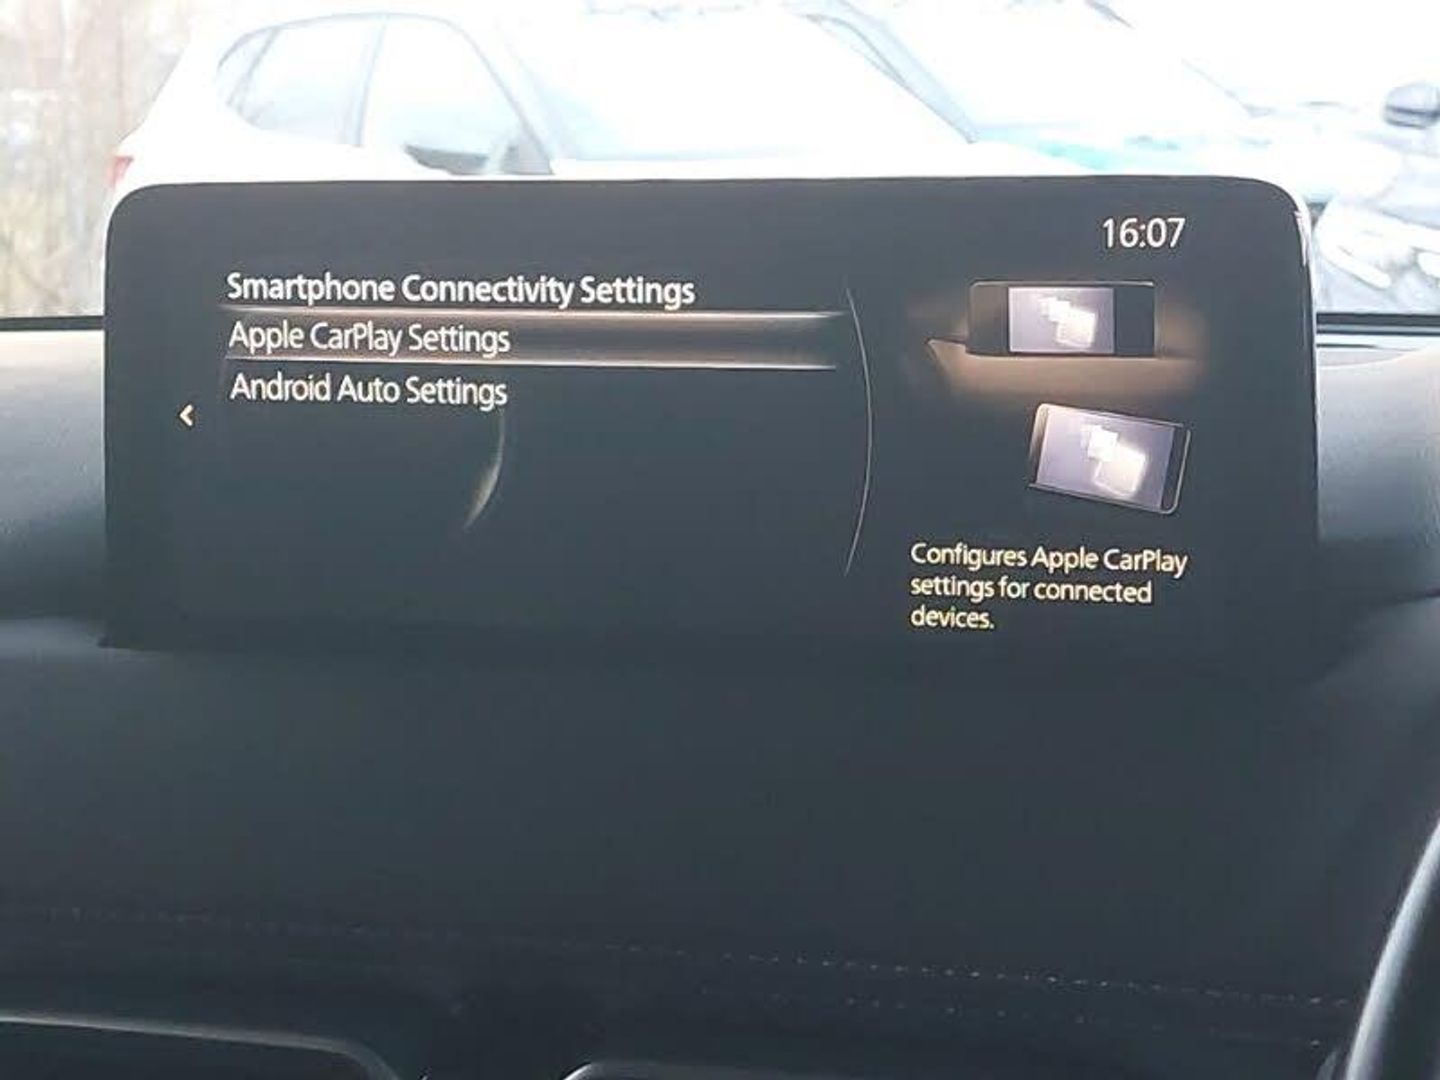 16:07
Smartphone Connectivity Settings
Apple CarPlay Settings
Android Auto Settings
Configures Apple CarPlay
settings for connected
devices.